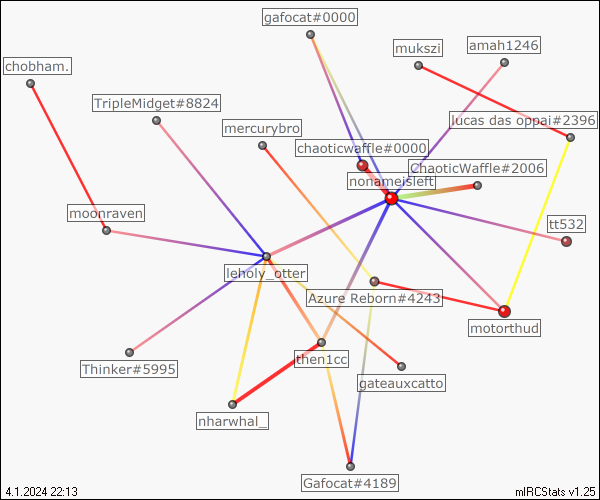 gafocat#0000
mukszi
amah1246
chobham.
TripleMidget#8824
lucas das oppai#2396
mercurybro
chaoticwaffle#0000
ChaoticWaffle#2006
nonameisleft
moonraven
tt532
leholy_otter
Azure Reborn#4243
motorthud
then1cc
Thinker#5995
gateauxcatto
nharwhal_
Gafocat#4189
4.1.2024 22:13
mIRCStats v1.25